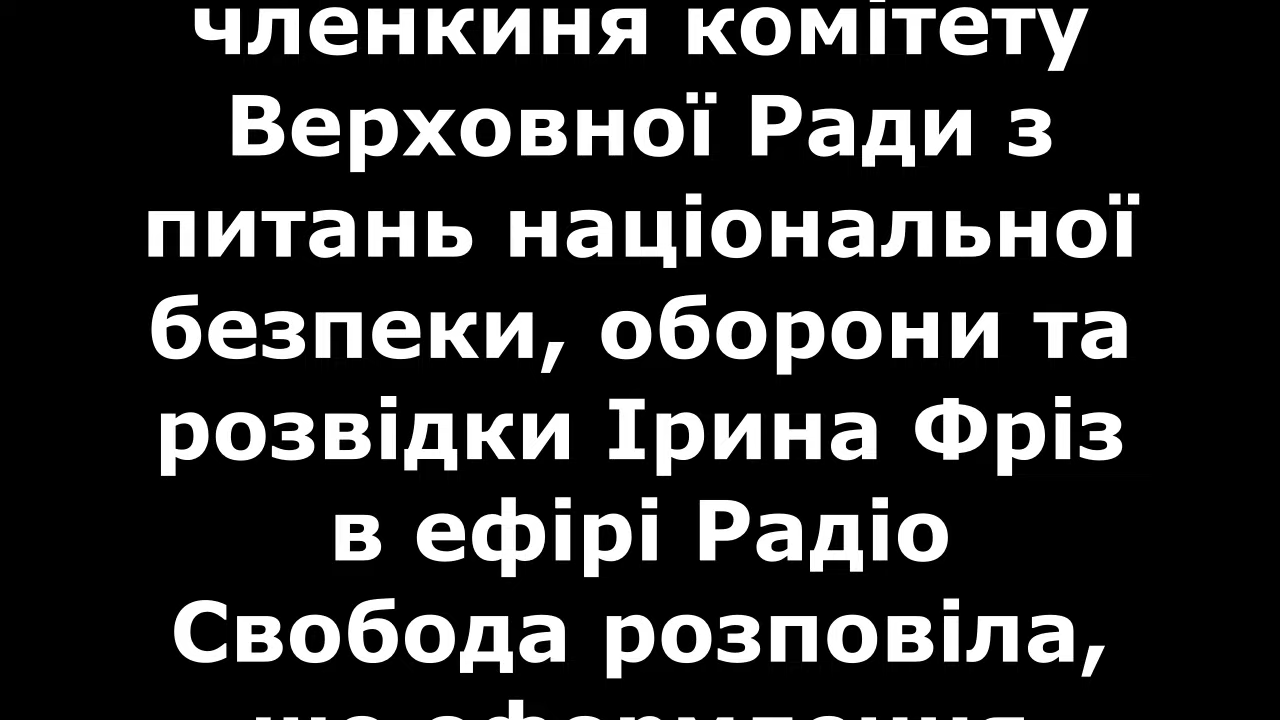 членкиня комітету
Верховної Ради з
питань національної
безпеки, оборони та
розвідки Ірина Фріз
в ефірі Радіо
Свобода розповіла,